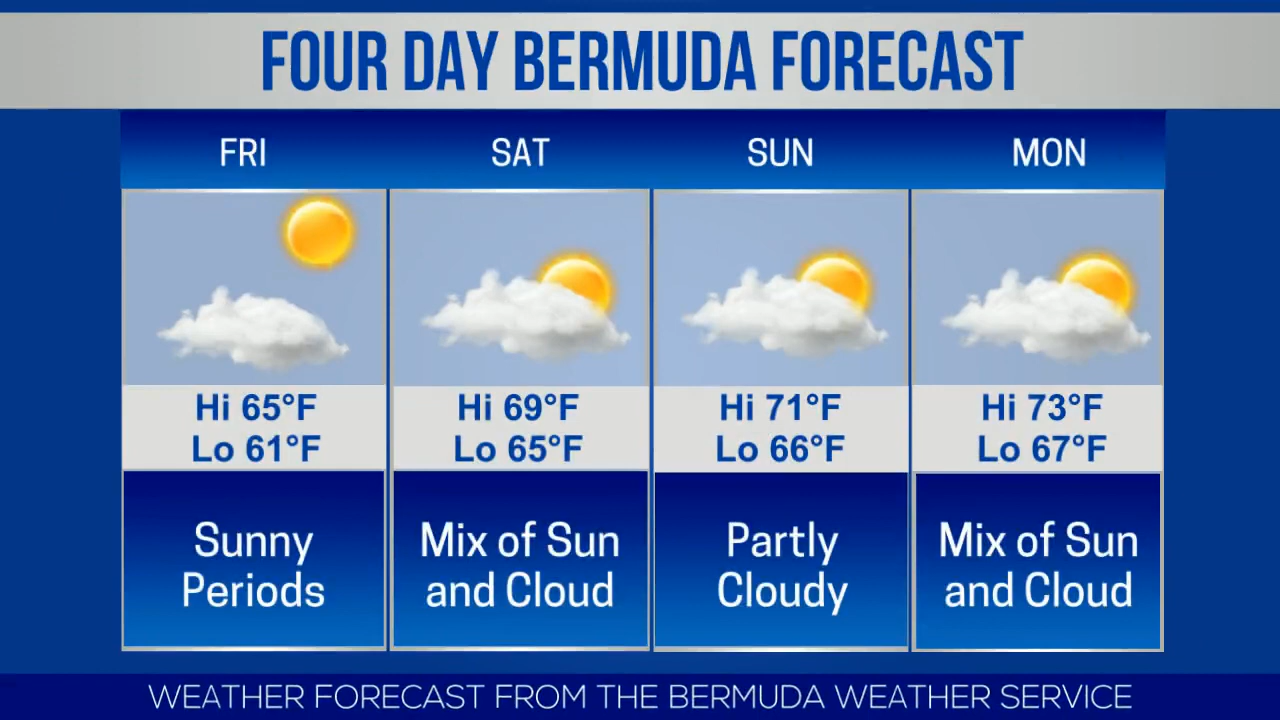 FOUR DAY BERMUDA FORECAST
FRI
SAT
SUN
MON
Hi 65°F
Lo 61°F
Hi 69°F
Lo 65°F
Hi 71°F
Lo 66°F
Hi 73°F
Lo 67°F
Sunny
Periods
Mix of Sun
and Cloud
Partly
Cloudy
Mix of Sun
and Cloud
WEATHER FORECAST FROM THE BERMUDA WEATHER SERVICE